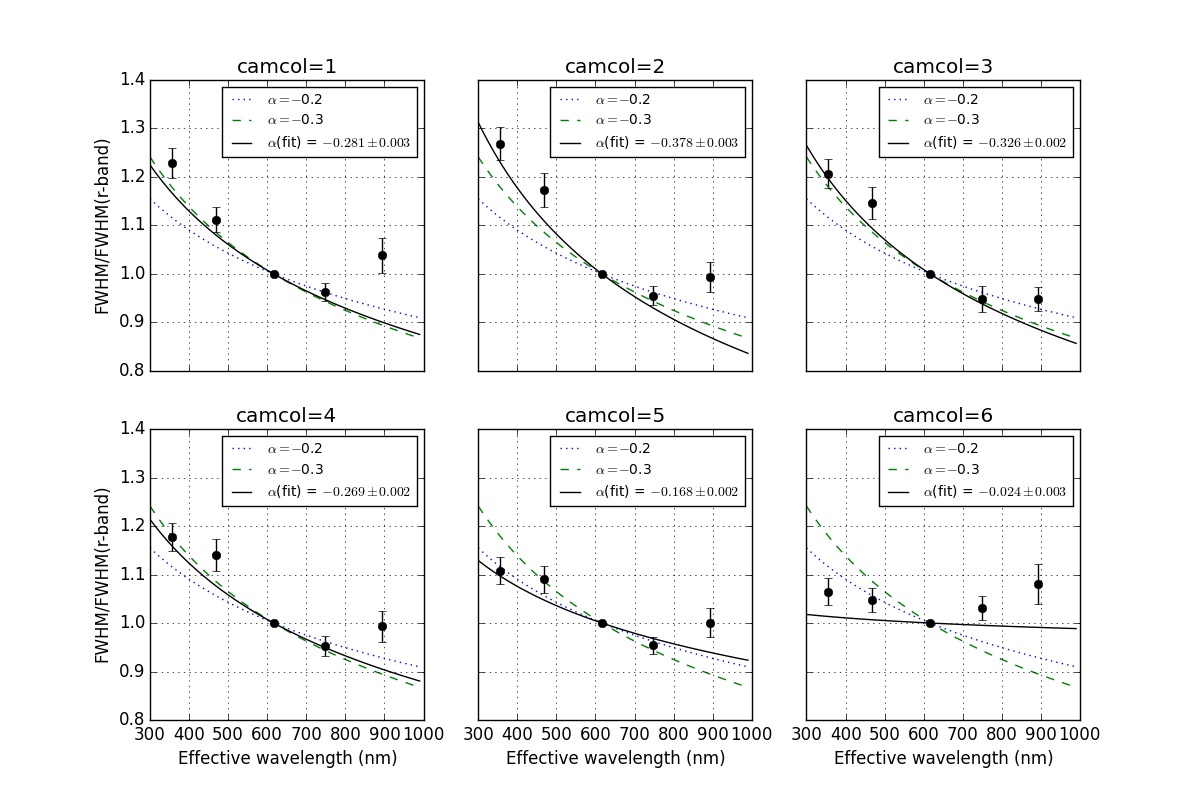 camcol=1
camcol=2
camcol=3
FWHM/FWHM(r-band)
1.4
1.3
1.2
1.1
1.0
0.9
0.8
α=−0.2
α=−0.3
α(fit) = −0.281±0.003
α=−0.2
α=−0.3
α(fit) = −0.378±0.003
α=−0.2
α=−0.3
α(fit) = −0.326±0.002
camcol=4
camcol=5
camcol=6
FWHM/FWHM(r-band)
1.4
1.3
1.2
1.1
1.0
0.9
0.8
α=−0.2
α=−0.3
α(fit) = −0.269±0.002
α=−0.2
α=−0.3
α(fit) = −0.168±0.002
α=−0.2
α=−0.3
α(fit) = −0.024±0.003
300 400 500 600 700 800 900 1000
300 400 500 600 700 800 900 1000
300 400 500 600 700 800 900 1000
Effective wavelength (nm)
Effective wavelength (nm)
Effective wavelength (nm)